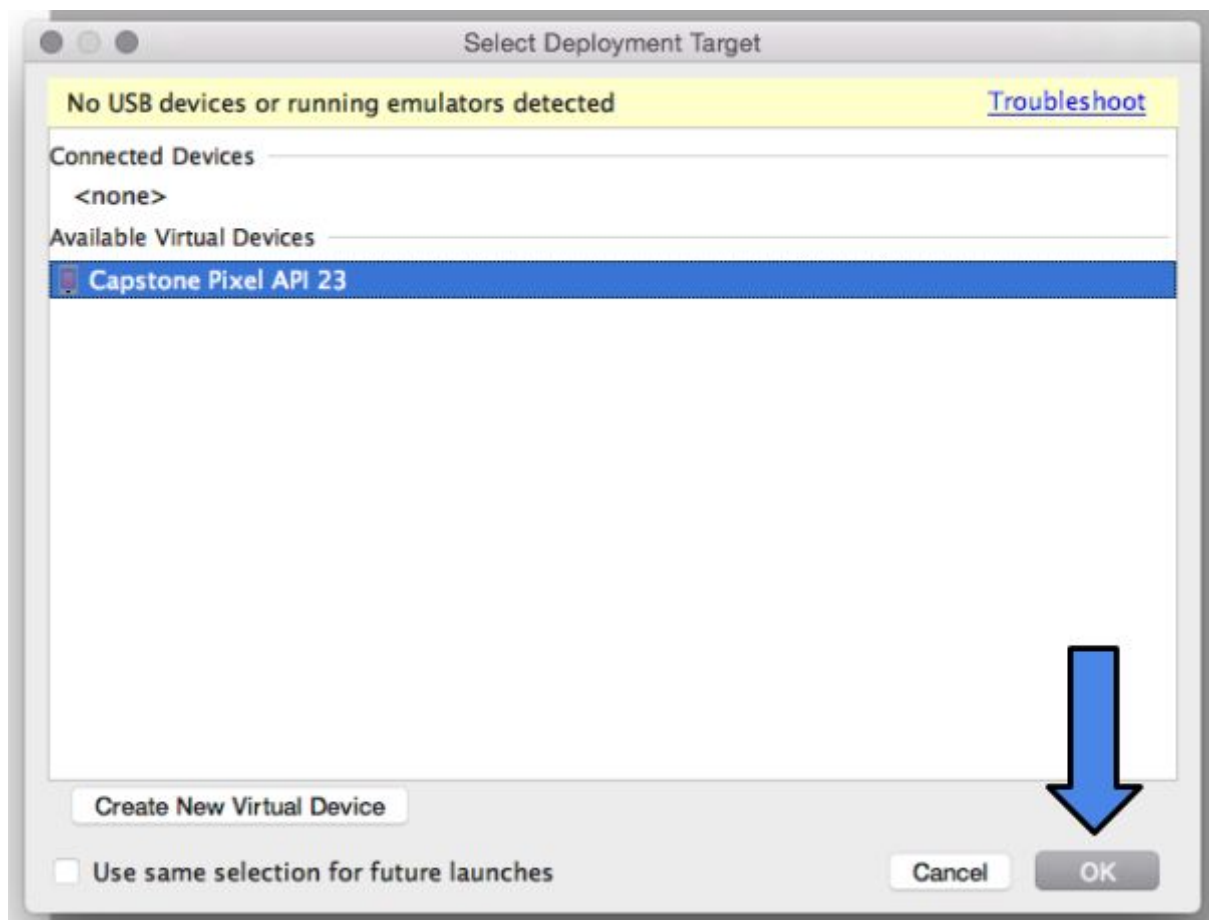 Select Deployment Target
No USB devices or running emulators detected Troubleshoot
Connected Devices
<none>
Available Virtual Devices
Capstone Pixel API 23
Create New Virtual Device
Use same selection for future launches Cancel OK